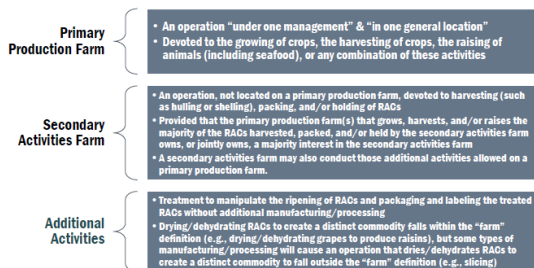 Primary
Production Farm
• An operation “under one management” & “in one general location”
• Devoted to the growing of crops, the harvesting of crops, the raising of
animals (including seafood), or any combination of these activities
Secondary
Activities Farm
• An operation, not located on a primary production farm, devoted to harvesting (such
as hulling or shelling), packing, and/or holding of RACs
• Provided that the primary production farm(s) that grows, harvests, and/or raises the
majority of the RACs harvested, packed, and/or held by the secondary activities farm
owns, or jointly owns, a majority interest in the secondary activities farm
• A secondary activities farm may also conduct those additional activities allowed on a
primary production farm.
Additional
Activities
• Treatment to manipulate the ripening of RACs and packaging and labeling the treated
RACs without additional manufacturing/processing
• Drying/dehydrating RACs to create a distinct commodity falls within the “farm”
definition (e.g., drying/dehydrating grapes to produce raisins), but some types of
manufacturing/processing will cause an operation that dries/dehydrates RACs to
create a distinct commodity to fall outside the “farm” definition (e.g., slicing)